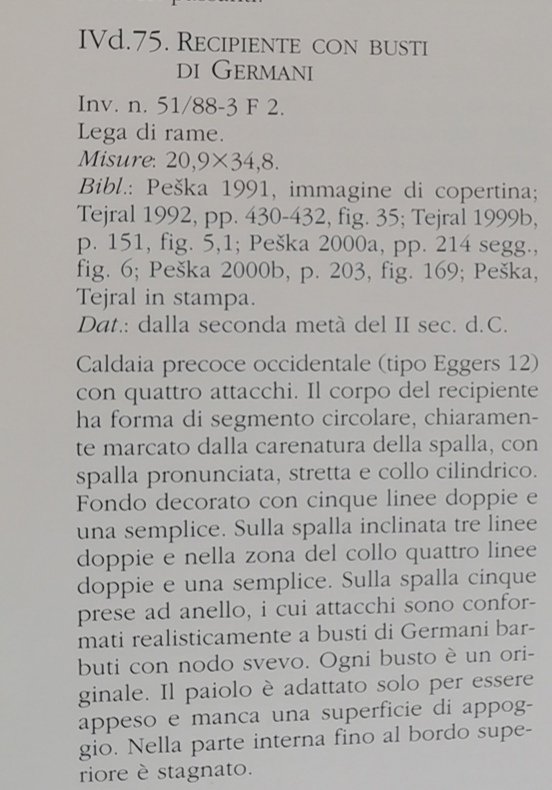 IVd.75. RECIPIENTE CON BUSTI
DI GERMANI
Inv. n. 51/88-3 F 2.
Lega di rame.
Misure: 20,9×34,8.
Bibl.: Peška 1991, immagine di copertina;
Tejral 1992, pp. 430-432, fig. 35; Tejral 1999b,
p. 151, fig. 5,1; Peška 2000a, pp. 214 segg.,
fig. 6; Peška 2000b, p. 203, fig. 169; Peška,
Tejral in stampa.
Dat.: dalla seconda metà del II sec. d.C.
Caldaia precoce occidentale (tipo Eggers 12)
con quattro attacchi. Il corpo del recipiente
ha forma di segmento circolare, chiaramen-
te marcato dalla carenatura della spalla, con
spalla pronunciata, stretta e collo cilindrico.
Fondo decorato con cinque linee doppie e
una semplice. Sulla spalla inclinata tre linee
doppie e nella zona del collo quattro linee
doppie e una semplice. Sulla spalla cinque
prese ad anello, i cui attacchi sono confor-
mati realisticamente a busti di Germani bar-
buti con nodo svevo. Ogni busto è un ori-
ginale. Il paiolo è adattato solo per essere
appeso e manca una superficie di appog-
gio. Nella parte interna fino al bordo supe-
riore è stagnato.